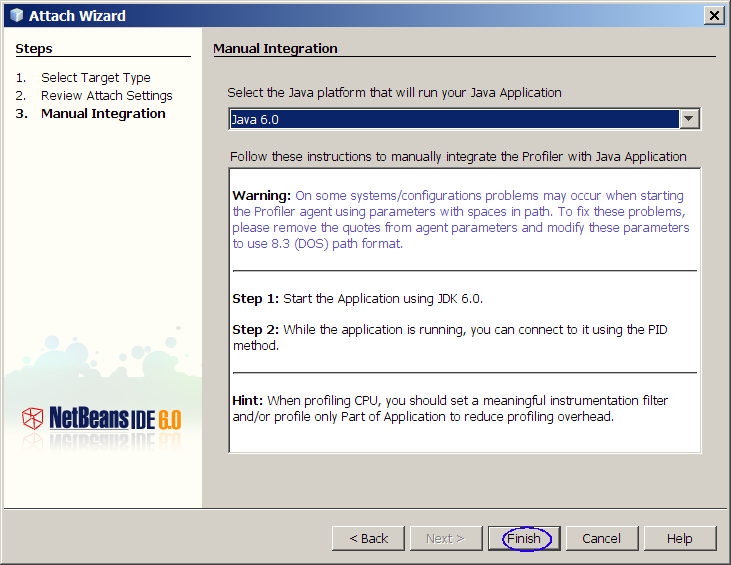 Attach Wizard
Steps
1. Select Target Type
2. Review Attach Settings
3. Manual Integration
NetBeans IDE 6.0
Manual Integration
Select the Java platform that will run your Java Application
Java 6.0
Follow these instructions to manually integrate the Profiler with Java Application
Warning: On some systems/configurations problems may occur when starting
the Profiler agent using parameters with spaces in path. To fix these problems,
please remove the quotes from agent parameters and modify these parameters
to use 8.3 (DOS) path format.
Step 1: Start the Application using JDK 6.0.
Step 2: While the application is running, you can connect to it using the PID
method.
Hint: When profiling CPU, you should set a meaningful instrumentation filter
and/or profile only Part of Application to reduce profiling overhead.
< Back Next > Finish Cancel Help